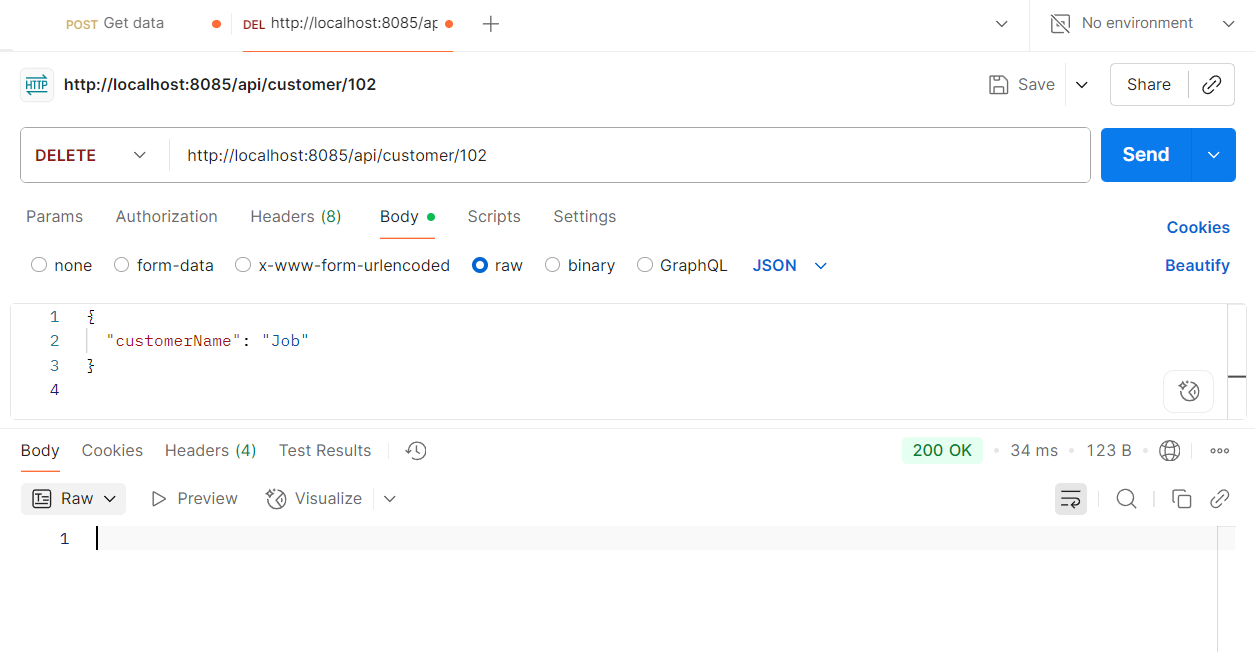 POST Get data DEL http://localhost:8085/ap No environment
HTTP http://localhost:8085/api/customer/102 Save Share
DELETE http://localhost:8085/api/customer/102 Send
Params Authorization Headers (8) Body Scripts Settings Cookies
none form-data x-www-form-urlencoded raw binary GraphQL JSON Beautify
1 {
2 "customerName": "Job"
3 }
4
Body Cookies Headers (4) Test Results 200 OK 34 ms 123 B
Raw Preview Visualize
1